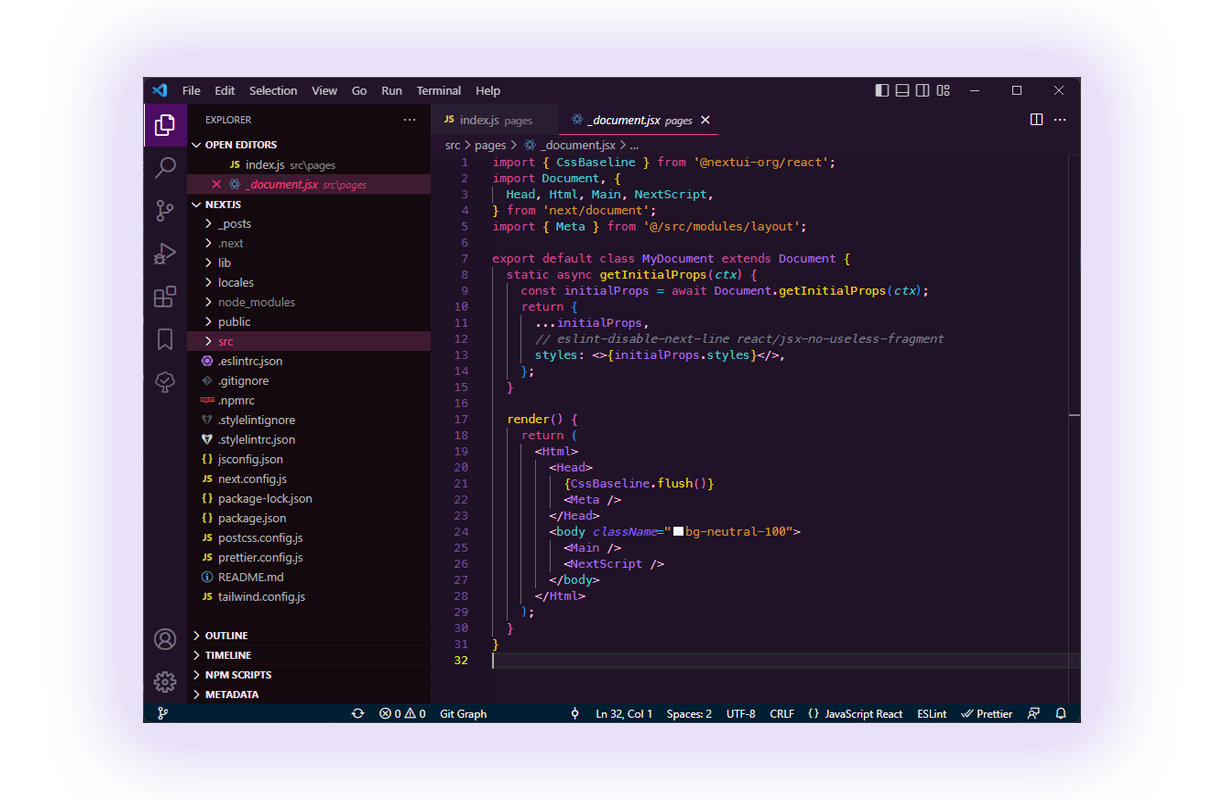 File Edit Selection View Go Run Terminal Help
EXPLORER ...
OPEN EDITORS
JS index.js src\pages
_document.jsx src\pages
NEXTJS
_posts
.next
lib
locales
node_modules
public
src
.eslintrc.json
.gitignore
npm .npmrc
.stylelintignore
.stylelintrc.json
{} jsconfig.json
JS next.config.js
{} package-lock.json
{} package.json
JS postcss.config.js
JS prettier.config.js
README.md
JS tailwind.config.js
OUTLINE
TIMELINE
NPM SCRIPTS
METADATA
JS index.js pages _document.jsx pages
src > pages > _document.jsx > ...
1 import { CssBaseline } from '@nextui-org/react';
2 import Document, {
3   Head, Html, Main, NextScript,
4 } from 'next/document';
5 import { Meta } from '@/src/modules/layout';
6
7 export default class MyDocument extends Document {
8   static async getInitialProps(ctx) {
9     const initialProps = await Document.getInitialProps(ctx);
10     return {
11       ...initialProps,
12       // eslint-disable-next-line react/jsx-no-useless-fragment
13       styles: <>{initialProps.styles}</>,
14     };
15   }
16
17   render() {
18     return (
19       <Html>
20         <Head>
21           {CssBaseline.flush()}
22           <Meta />
23         </Head>
24         <body className="bg-neutral-100">
25           <Main />
26           <NextScript />
27         </body>
28       </Html>
29     );
30   }
31 }
32
0 0 Git Graph Ln 32, Col 1 Spaces: 2 UTF-8 CRLF {} JavaScript React ESLint Prettier